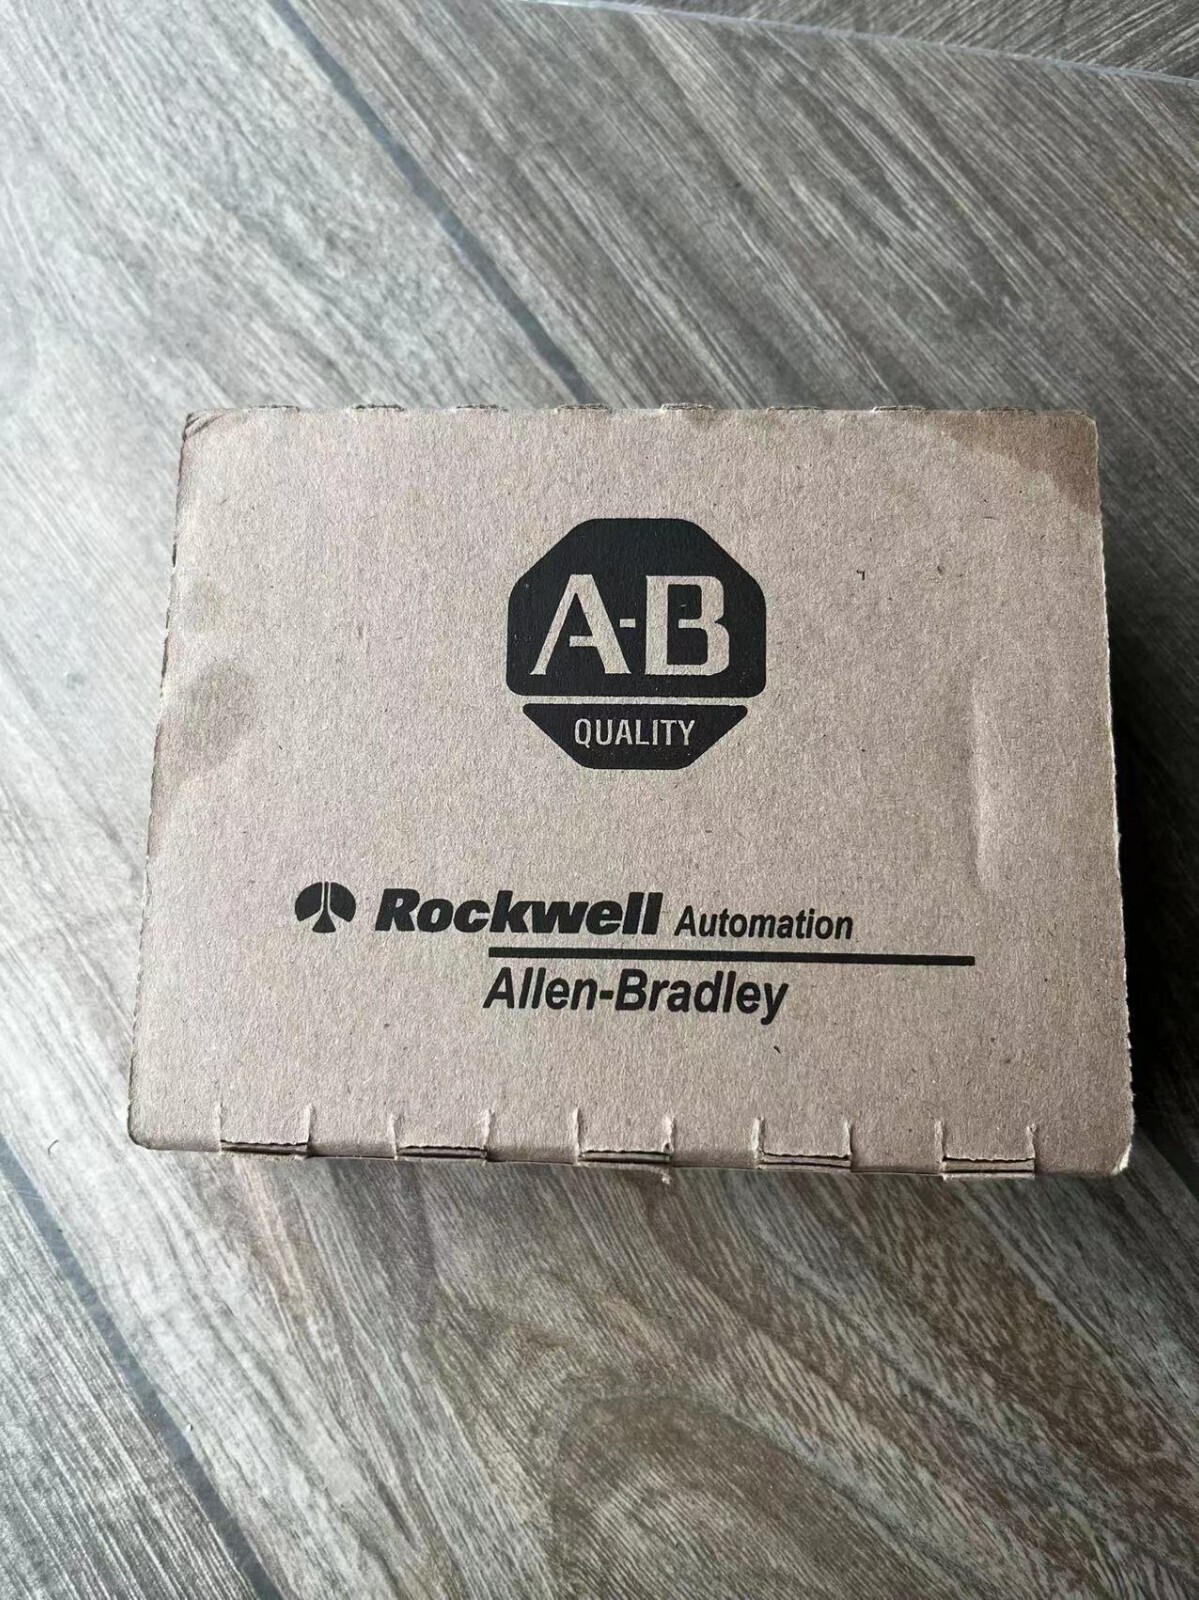 A-B
QUALITY
Rockwell Automation
Allen-Bradley